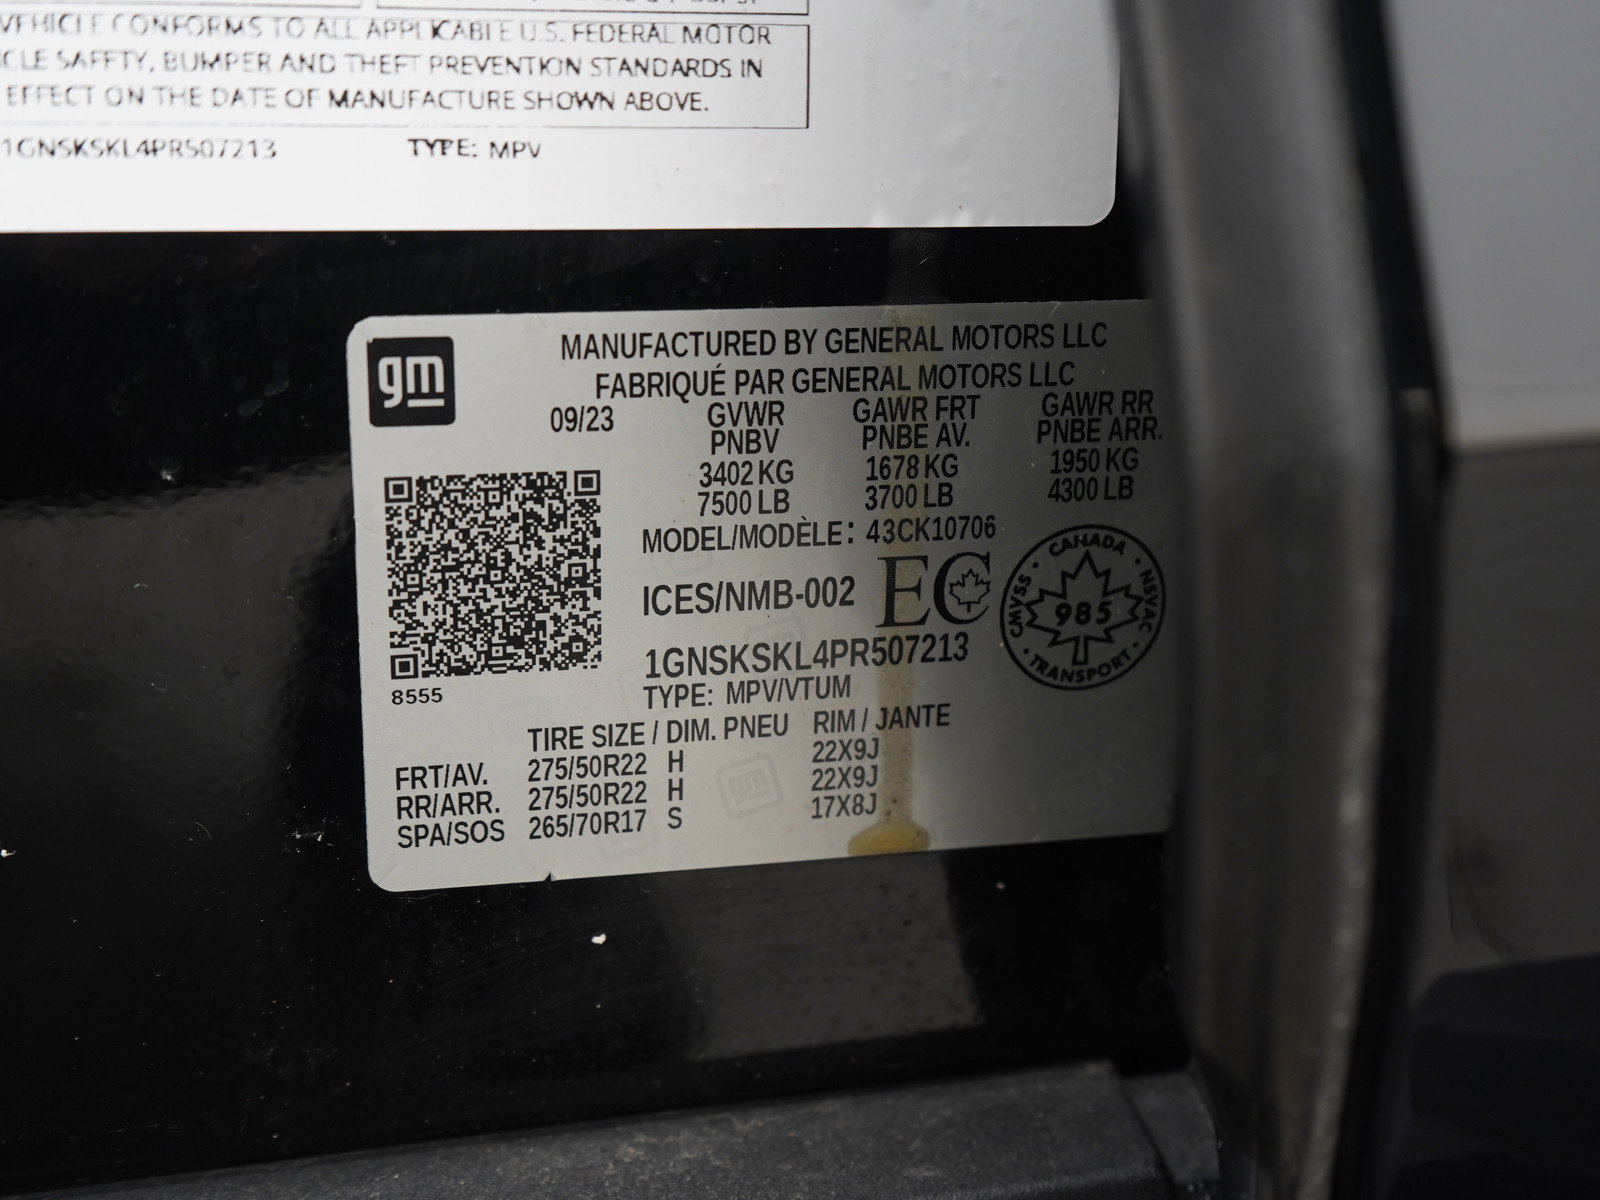 VEHICLE CONFORMS TO ALL APPLICABLE U.S. FEDERAL MOTOR
CLE SAFETY, BUMPER AND THEFT PREVENTION STANDARDS IN
EFFECT ON THE DATE OF MANUFACTURE SHOWN ABOVE.
1GNSKSKL4PR507213 TYPE: MPV
gm
MANUFACTURED BY GENERAL MOTORS LLC
FABRIQUÉ PAR GENERAL MOTORS LLC
09/23 GVWR GAWR FRT GAWR RR
PNBV PNBE AV. PNBE ARR.
3402 KG 1678 KG 1950 KG
7500 LB 3700 LB 4300 LB
MODEL/MODÈLE: 43CK10706
ICES/NMB-002 EC
CANADA
CMVSS 985 NSVAC
TRANSPORT
1GNSKSKL4PR507213
8555
TYPE: MPV/VTUM
TIRE SIZE / DIM. PNEU RIM / JANTE
FRT/AV. 275/50R22 H 22X9J
RR/ARR. 275/50R22 H 22X9J
SPA/SOS 265/70R17 S 17X8J
gm